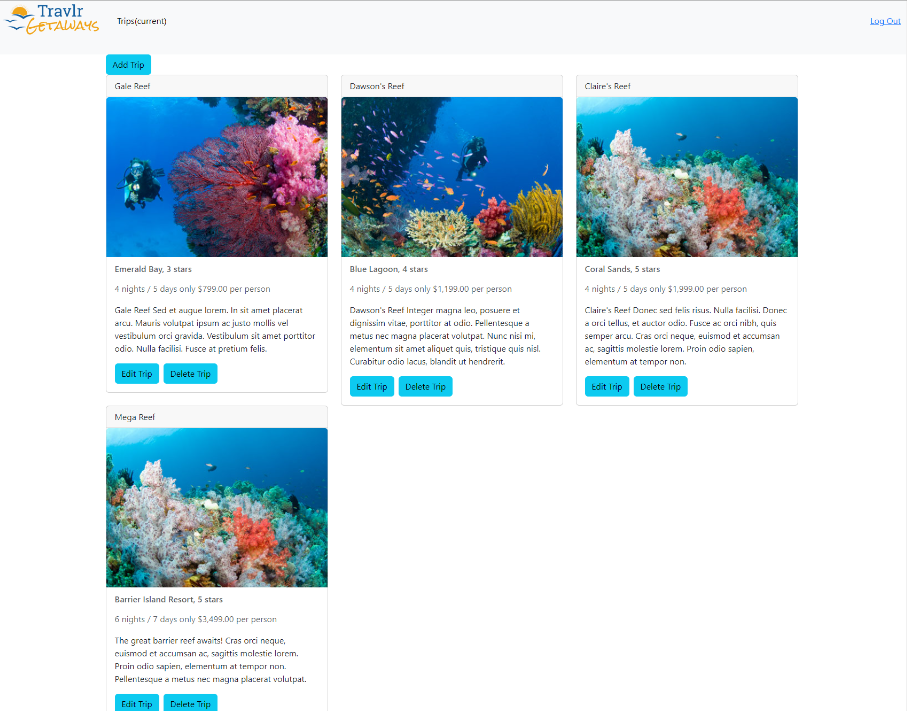 Travlr
Getaways
Trips(current)
Log Out
Add Trip
Gale Reef
Emerald Bay, 3 stars
4 nights / 5 days only $799.00 per person
Gale Reef Sed et augue lorem. In sit amet placerat
arcu. Mauris volutpat ipsum ac justo mollis vel
vestibulum orci gravida. Vestibulum sit amet porttitor
odio. Nulla facilisi. Fusce at pretium felis.
Edit Trip
Delete Trip
Dawson's Reef
Blue Lagoon, 4 stars
4 nights / 5 days only $1,199.00 per person
Dawson's Reef Integer magna leo, posuere et
dignissim vitae, porttitor at odio. Pellentesque a
metus nec magna placerat volutpat. Nunc nisi mi,
elementum sit amet aliquet quis, tristique quis nisl.
Curabitur odio lacus, blandit ut hendrerit.
Edit Trip
Delete Trip
Claire's Reef
Coral Sands, 5 stars
4 nights / 5 days only $1,999.00 per person
Claire's Reef Donec sed felis risus. Nulla facilisi. Donec
a orci tellus, et auctor odio. Fusce ac orci nibh, quis
semper arcu. Cras orci neque, euismod et accumsan
ac, sagittis molestie lorem. Proin odio sapien,
elementum at tempor non.
Edit Trip
Delete Trip
Mega Reef
Barrier Island Resort, 5 stars
6 nights / 7 days only $3,499.00 per person
The great barrier reef awaits! Cras orci neque,
euismod et accumsan ac, sagittis molestie lorem.
Proin odio sapien, elementum at tempor non.
Pellentesque a metus nec magna placerat volutpat.
Edit Trip
Delete Trip